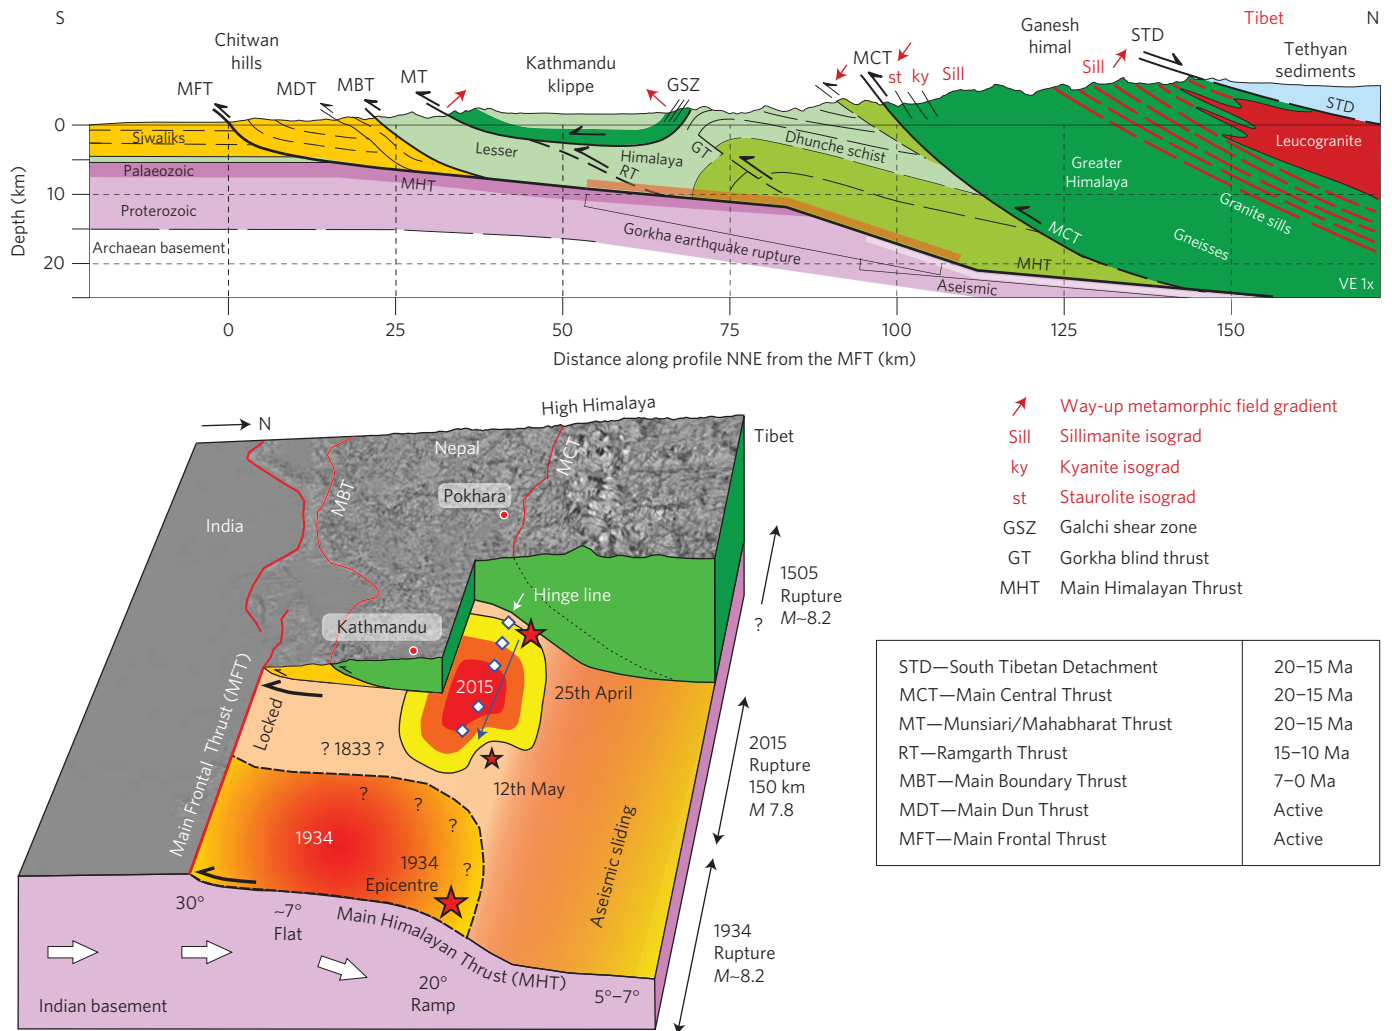 S
Tibet
N
Chitwan
hills
Kathmandu
klippe
Ganesh
himal
STD
Tethyan
sediments
MFT
MDT
MBT
MT
GSZ
MCT
st
ky
Sill
Sill
STD
Leucogranite
Siwaliks
Palaeozoic
Proterozoic
Archaean basement
Lesser
Himalaya
RT
GT
Dhunche schist
MHT
Gorkha earthquake rupture
MHT
MCT
Aseismic
Greater
Himalaya
Granite sills
Gneisses
VE 1x
Depth (km)
0
10
20
0
25
50
75
100
125
150
Distance along profile NNE from the MFT (km)
Way-up metamorphic field gradient
Sill Sillimanite isograd
ky Kyanite isograd
st Staurolite isograd
GSZ Galchi shear zone
GT Gorkha blind thrust
MHT Main Himalayan Thrust
N
High Himalaya
Tibet
Nepal
MCT
MBT
Pokhara
India
Kathmandu
Hinge line
2015
25th April
12th May
Main Frontal Thrust (MFT)
Locked
? 1833 ?
?
?
?
?
1934
1934
Epicentre
Aseismic sliding
Main Himalayan Thrust (MHT)
30°
~7°
Flat
20°
Ramp
5°–7°
Indian basement
1505
Rupture
M~8.2
?
2015
Rupture
150 km
M 7.8
1934
Rupture
M~8.2
STD—South Tibetan Detachment 20–15 Ma
MCT—Main Central Thrust 20–15 Ma
MT—Munsiari/Mahabharat Thrust 20–15 Ma
RT—Ramgarth Thrust 15–10 Ma
MBT—Main Boundary Thrust 7–0 Ma
MDT—Main Dun Thrust Active
MFT—Main Frontal Thrust Active